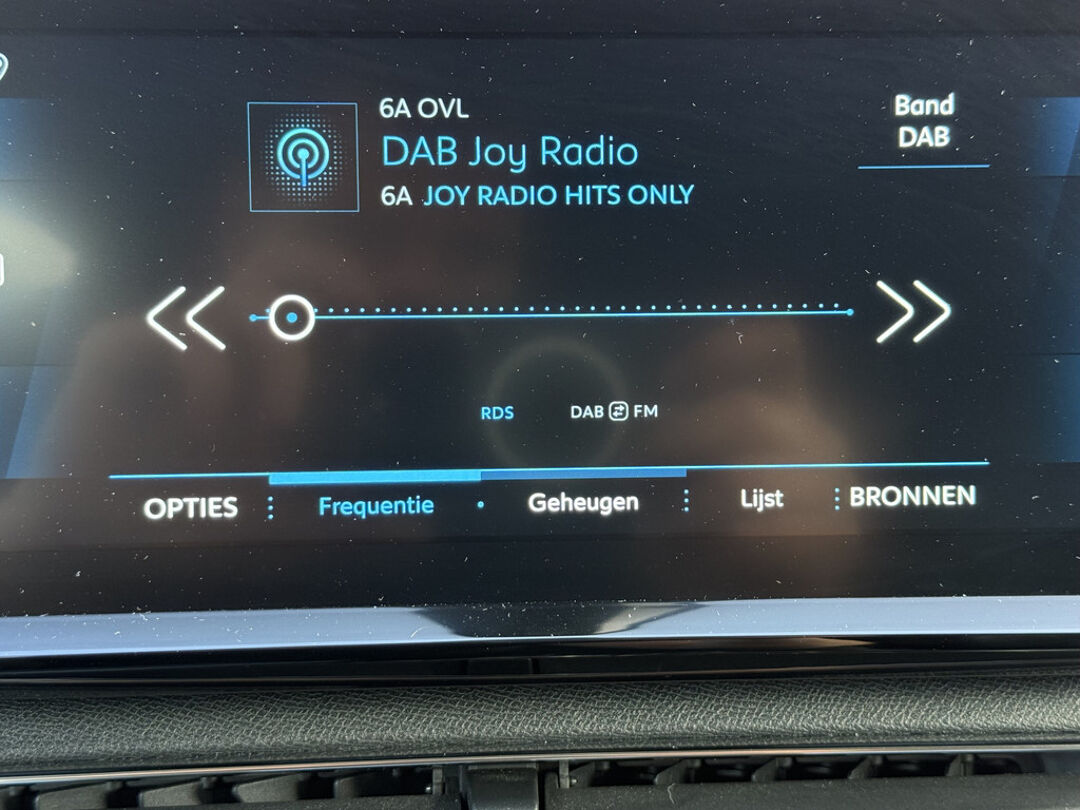 6A OVL
DAB Joy Radio
6A JOY RADIO HITS ONLY
Band
DAB
RDS
DAB FM
OPTIES
Frequentie
Geheugen
Lijst
BRONNEN